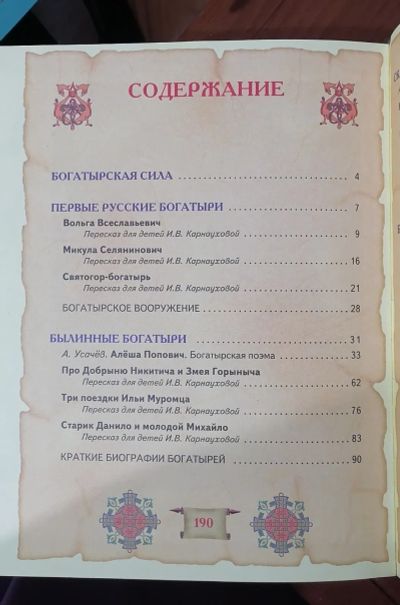 СОДЕРЖАНИЕ
БОГАТЫРСКАЯ СИЛА ........................................ 4
ПЕРВЫЕ РУССКИЕ БОГАТЫРИ ............................. 7
Вольга Всеславьевич
Пересказ для детей И.В. Карнауховой ........................ 9
Микула Селянинович
Пересказ для детей И.В. Карнауховой ........................ 16
Святогор-богатырь
Пересказ для детей И.В. Карнауховой ........................ 21
БОГАТЫРСКОЕ ВООРУЖЕНИЕ ................................ 28
БЫЛИННЫЕ БОГАТЫРИ ..................................... 31
А. Усачёв. Алёша Попович. Богатырская поэма .............. 33
Про Добрыню Никитича и Змея Горыныча
Пересказ для детей И.В. Карнауховой ........................ 62
Три поездки Ильи Муромца
Пересказ для детей И.В. Карнауховой ........................ 76
Старик Данило и молодой Михайло
Пересказ для детей И.В. Карнауховой ........................ 83
КРАТКИЕ БИОГРАФИИ БОГАТЫРЕЙ ......................... 90
190